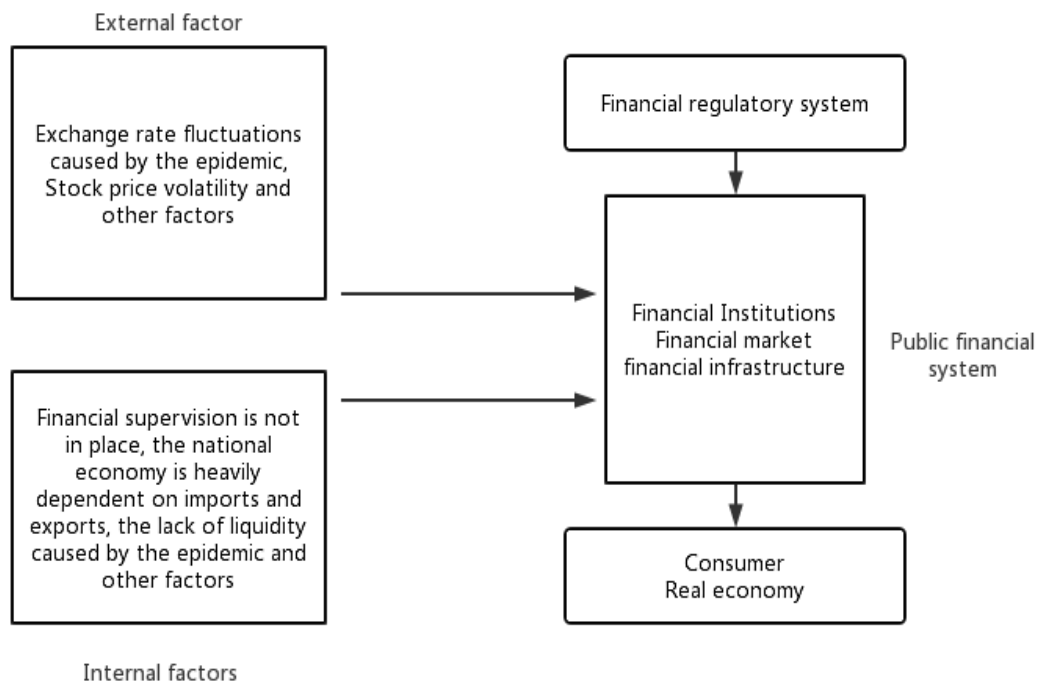 External factor
Exchange rate fluctuations
caused by the epidemic,
Stock price volatility and
other factors
Financial supervision is not
in place, the national
economy is heavily
dependent on imports and
exports, the lack of liquidity
caused by the epidemic and
other factors
Internal factors
Financial regulatory system
Financial Institutions
Financial market
financial infrastructure
Public financial
system
Consumer
Real economy